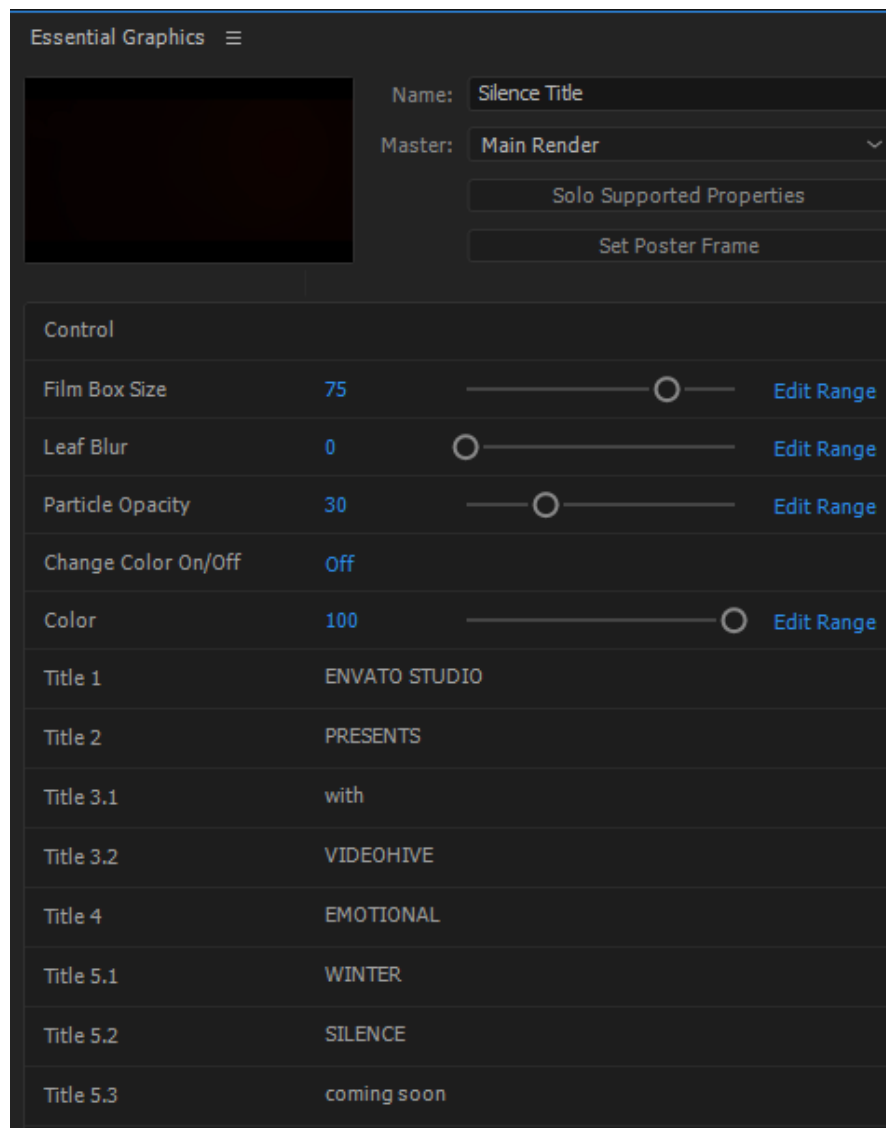 Essential Graphics
Name: Silence Title
Master: Main Render
Solo Supported Properties
Set Poster Frame
Control
Film Box Size 75 Edit Range
Leaf Blur 0 Edit Range
Particle Opacity 30 Edit Range
Change Color On/Off Off
Color 100 Edit Range
Title 1 ENVATO STUDIO
Title 2 PRESENTS
Title 3.1 with
Title 3.2 VIDEOHIVE
Title 4 EMOTIONAL
Title 5.1 WINTER
Title 5.2 SILENCE
Title 5.3 coming soon